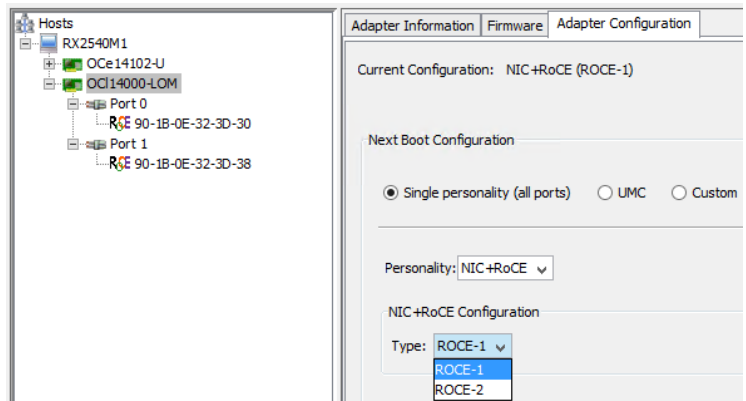 Hosts
RX2540M1
OCe14102-U
OCl14000-LOM
Port 0
RCE 90-1B-0E-32-3D-30
Port 1
RCE 90-1B-0E-32-3D-38
Adapter Information Firmware Adapter Configuration
Current Configuration: NIC+RoCE (ROCE-1)
Next Boot Configuration
Single personality (all ports) UMC Custom
Personality: NIC+RoCE
NIC+RoCE Configuration
Type: ROCE-1
ROCE-1
ROCE-2